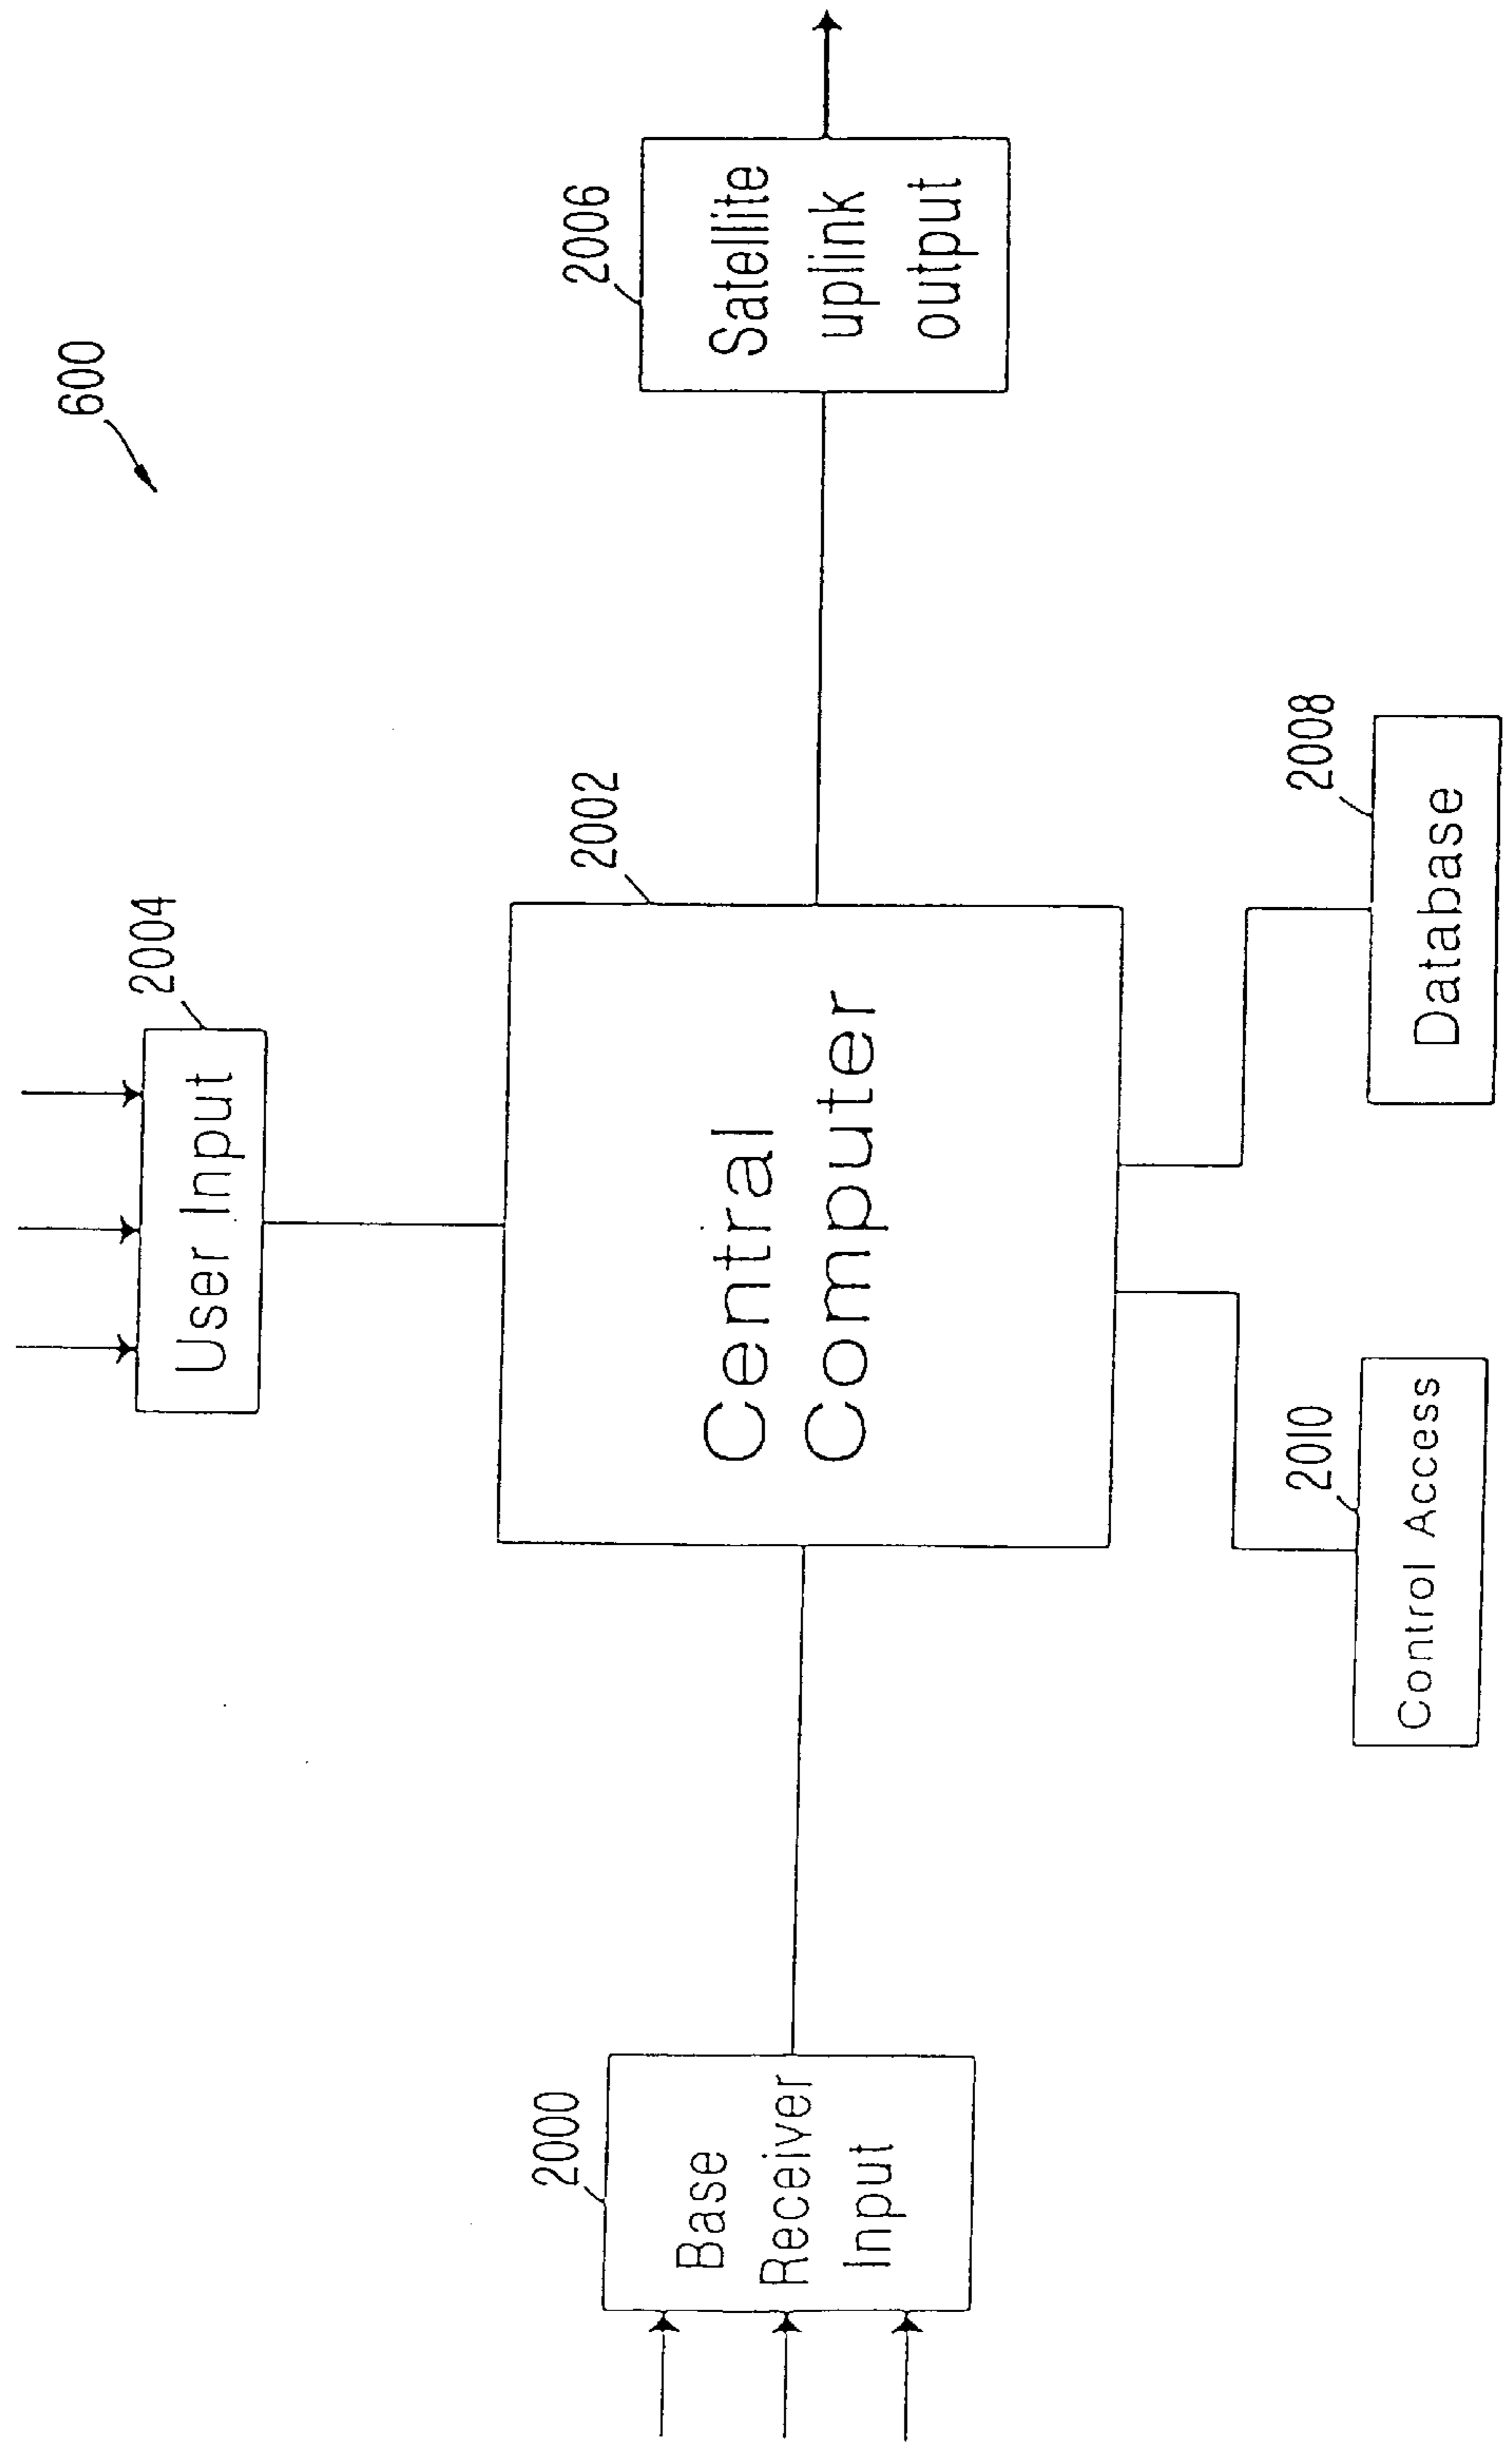 600
2004
User Input
2000
Base
Receiver
Input
2002
Central
Computer
2006
Satellite
uplink
output
2010
Control Access
2008
Database